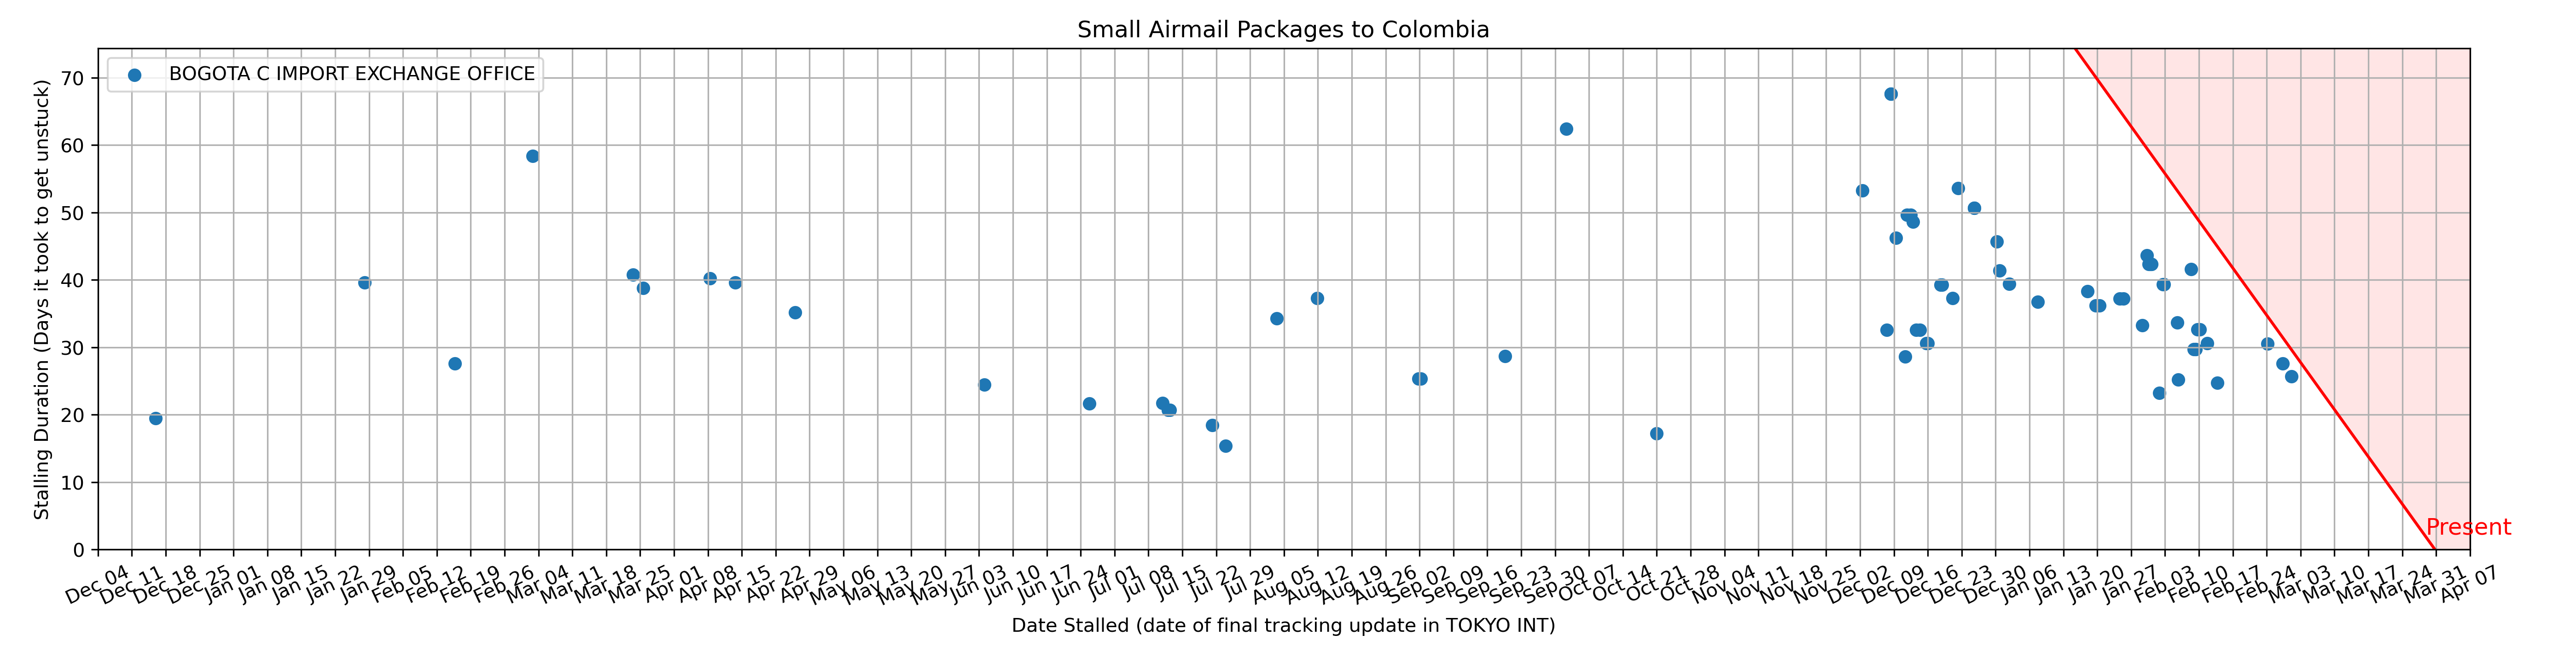 Small Airmail Packages to Colombia
BOGOTA C IMPORT EXCHANGE OFFICE
Stalling Duration (Days it took to get unstuck)
70
60
50
40
30
20
10
0
Present
Dec 04
Dec 11
Dec 18
Dec 25
Jan 01
Jan 08
Jan 15
Jan 22
Jan 29
Feb 05
Feb 12
Feb 19
Feb 26
Mar 04
Mar 11
Mar 18
Mar 25
Apr 01
Apr 08
Apr 15
Apr 22
Apr 29
May 06
May 13
May 20
May 27
Jun 03
Jun 10
Jun 17
Jun 24
Jul 01
Jul 08
Jul 15
Jul 22
Jul 29
Aug 05
Aug 12
Aug 19
Aug 26
Sep 02
Sep 09
Sep 16
Sep 23
Sep 30
Oct 07
Oct 14
Oct 21
Oct 28
Nov 04
Nov 11
Nov 18
Nov 25
Dec 02
Dec 09
Dec 16
Dec 23
Dec 30
Jan 06
Jan 13
Jan 20
Jan 27
Feb 03
Feb 10
Feb 17
Feb 24
Mar 03
Mar 10
Mar 17
Mar 24
Mar 31
Apr 07
Date Stalled (date of final tracking update in TOKYO INT)